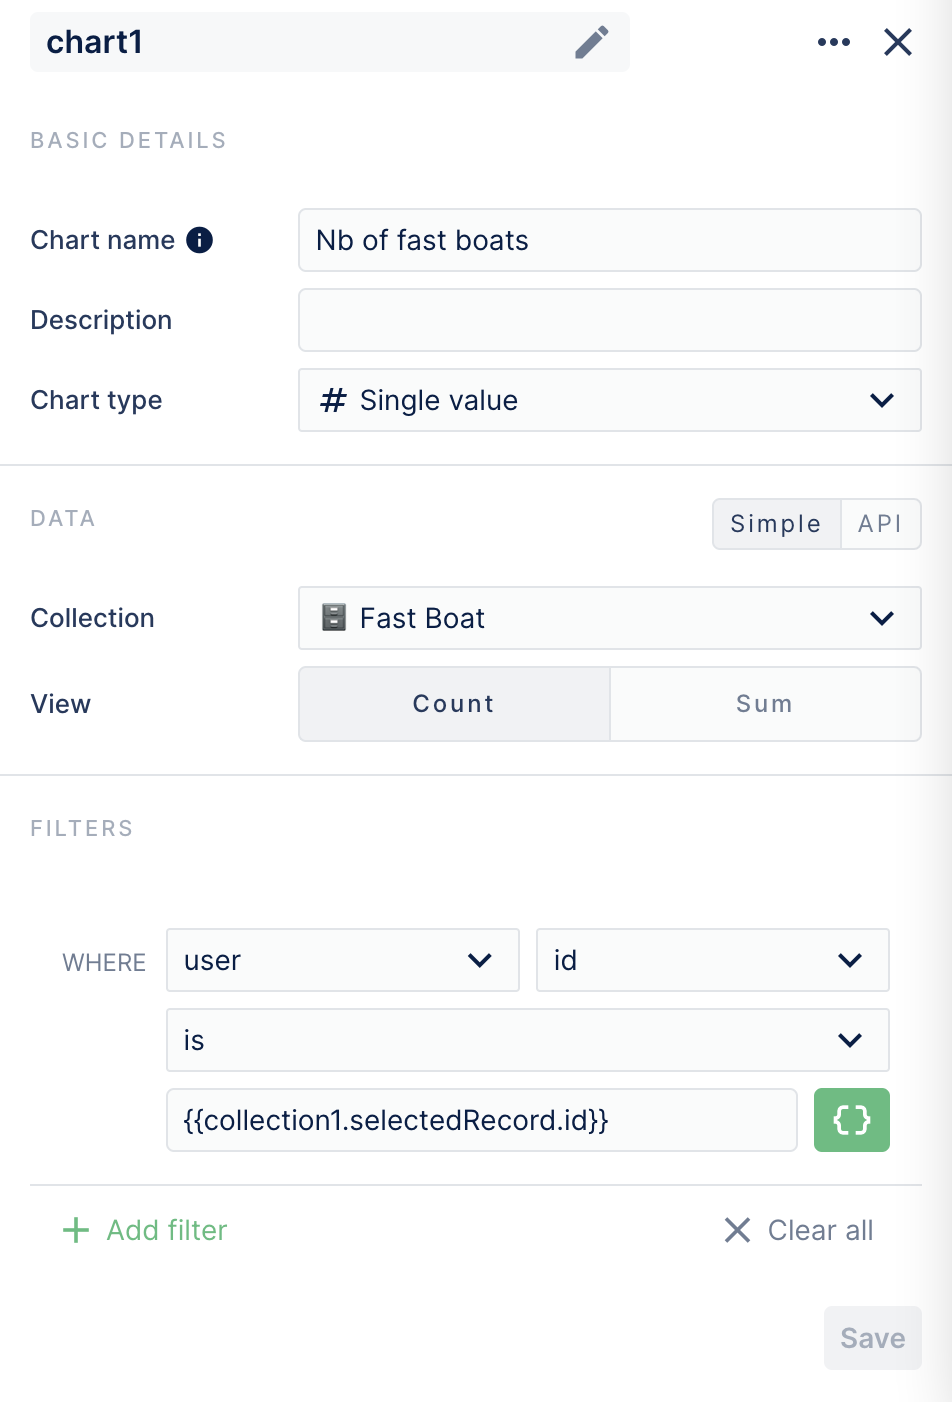 chart1
BASIC DETAILS
Chart name
Nb of fast boats
Description
Chart type
# Single value
DATA
Simple API
Collection
Fast Boat
View
Count Sum
FILTERS
WHERE user id
is
{{collection1.selectedRecord.id}} {}
+ Add filter
Clear all
Save